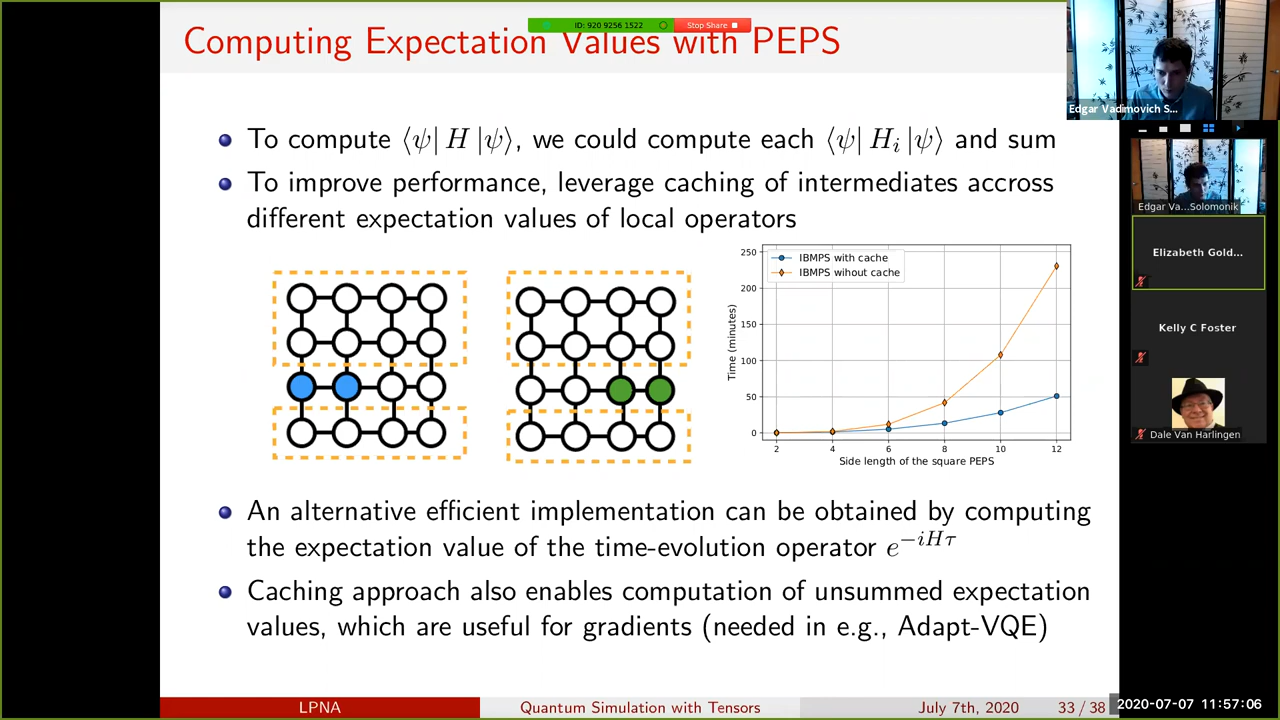 ID: 920 9256 1522
Stop Share
Computing Expectation Values with PEPS
Edgar Vadimovich S...
To compute ⟨ψ| H |ψ⟩, we could compute each ⟨ψ| H_i |ψ⟩ and sum
To improve performance, leverage caching of intermediates accross
different expectation values of local operators
Edgar Va...Solomonik
Elizabeth Gold...
Kelly C Foster
Dale Van Harlingen
IBMPS with cache
IBMPS wihout cache
250
200
150
100
50
0
Time (minutes)
2 4 6 8 10 12
Side length of the square PEPS
An alternative efficient implementation can be obtained by computing
the expectation value of the time-evolution operator e^{−iHτ}
Caching approach also enables computation of unsummed expectation
values, which are useful for gradients (needed in e.g., Adapt-VQE)
LPNA
Quantum Simulation with Tensors
July 7th, 2020
33 / 38
2020-07-07 11:57:06